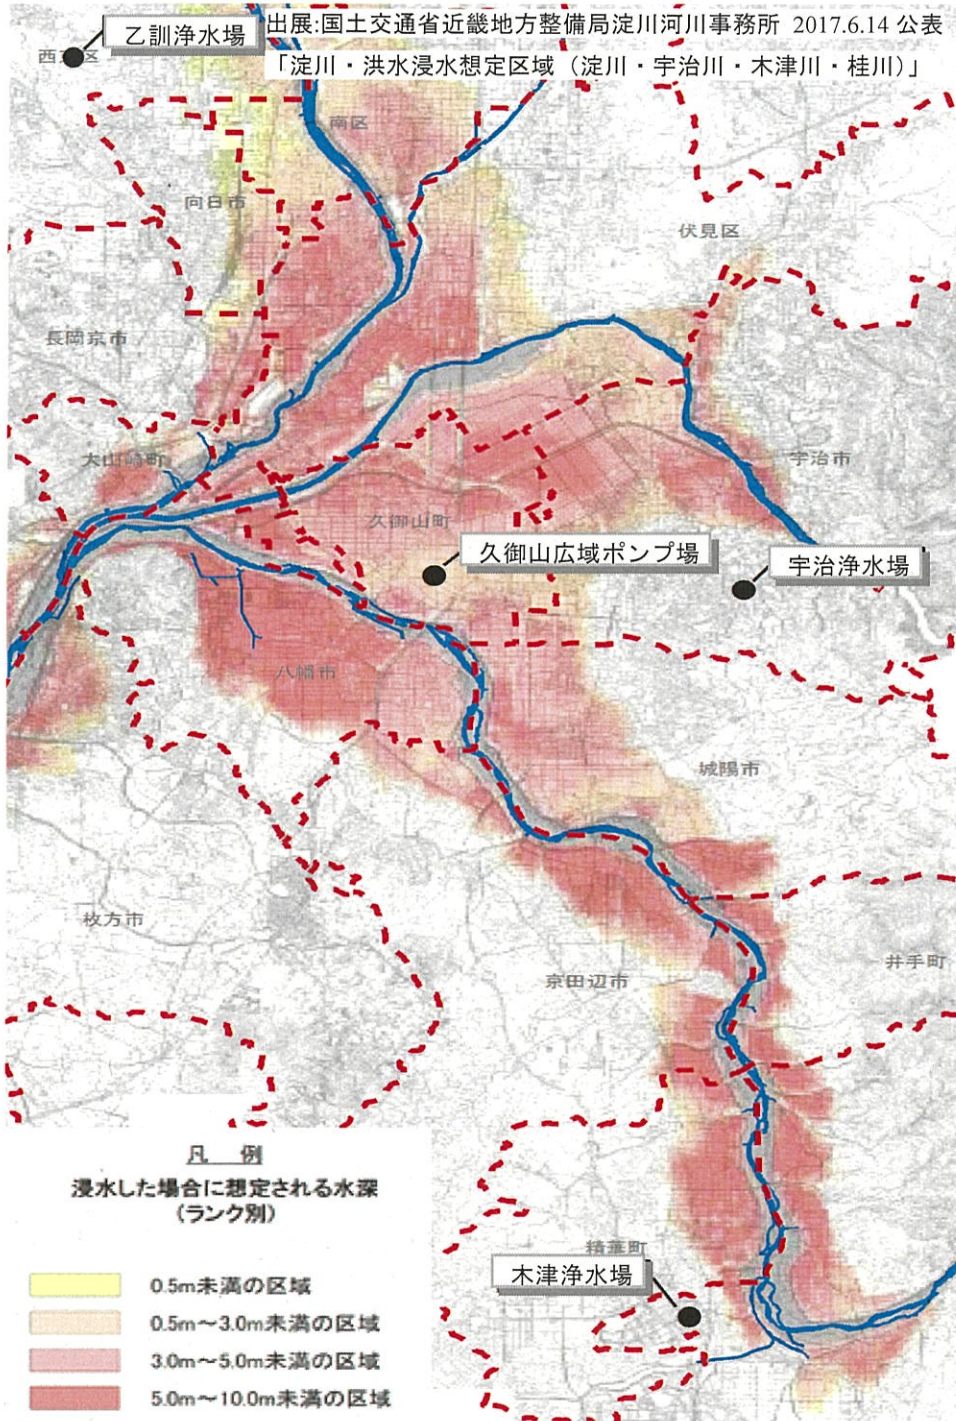 出展:国土交通省近畿地方整備局淀川河川事務所 2017.6.14 公表
「淀川・洪水浸水想定区域（淀川・宇治川・木津川・桂川）」
乙訓浄水場
南区
向日市
伏見区
長岡京市
大山崎町
宇治市
久御山町
久御山広域ポンプ場
宇治浄水場
八幡市
城陽市
枚方市
京田辺市
井手町
精華町
木津浄水場
凡　例
浸水した場合に想定される水深
(ランク別)
0.5m未満の区域
0.5m～3.0m未満の区域
3.0m～5.0m未満の区域
5.0m～10.0m未満の区域